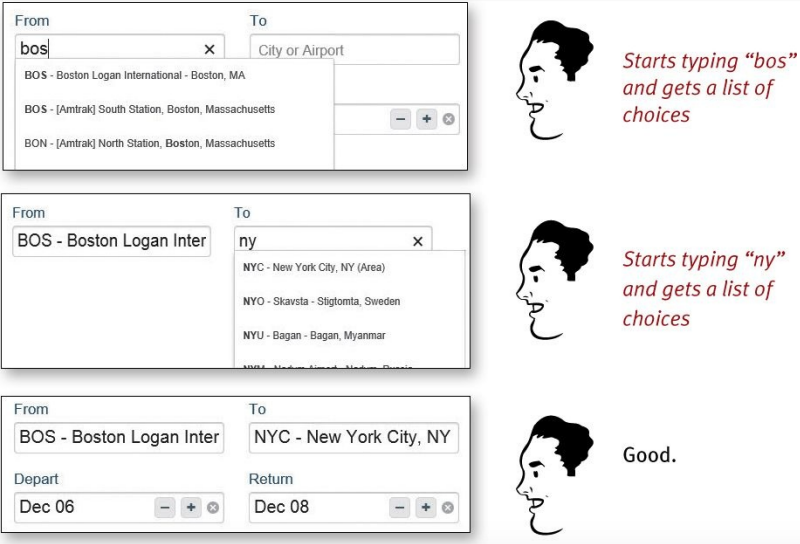 From To
bos City or Airport
BOS - Boston Logan International - Boston, MA
BOS - [Amtrak] South Station, Boston, Massachusetts
BON - [Amtrak] North Station, Boston, Massachusetts
Starts typing “bos”
and gets a list of
choices
From To
BOS - Boston Logan Inter ny
NYC - New York City, NY (Area)
NYO - Skavsta - Stigtomta, Sweden
NYU - Bagan - Bagan, Myanmar
Starts typing “ny”
and gets a list of
choices
From To
BOS - Boston Logan Inter NYC - New York City, NY
Depart Return
Dec 06 Dec 08
Good.